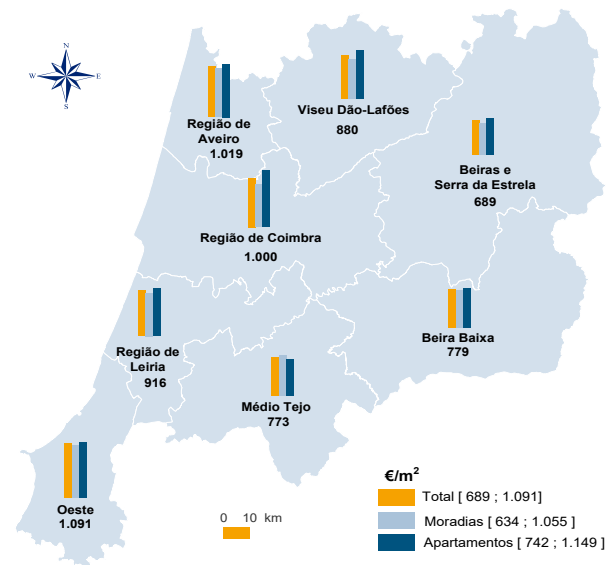 N
W
E
S
Região de
Aveiro
1.019
Viseu Dão-Lafões
880
Beiras e
Serra da Estrela
689
Região de Coimbra
1.000
Beira Baixa
779
Região de
Leiria
916
Médio Tejo
773
Oeste
1.091
0 10 km
€/m²
Total [ 689 ; 1.091]
Moradias [ 634 ; 1.055 ]
Apartamentos [ 742 ; 1.149 ]